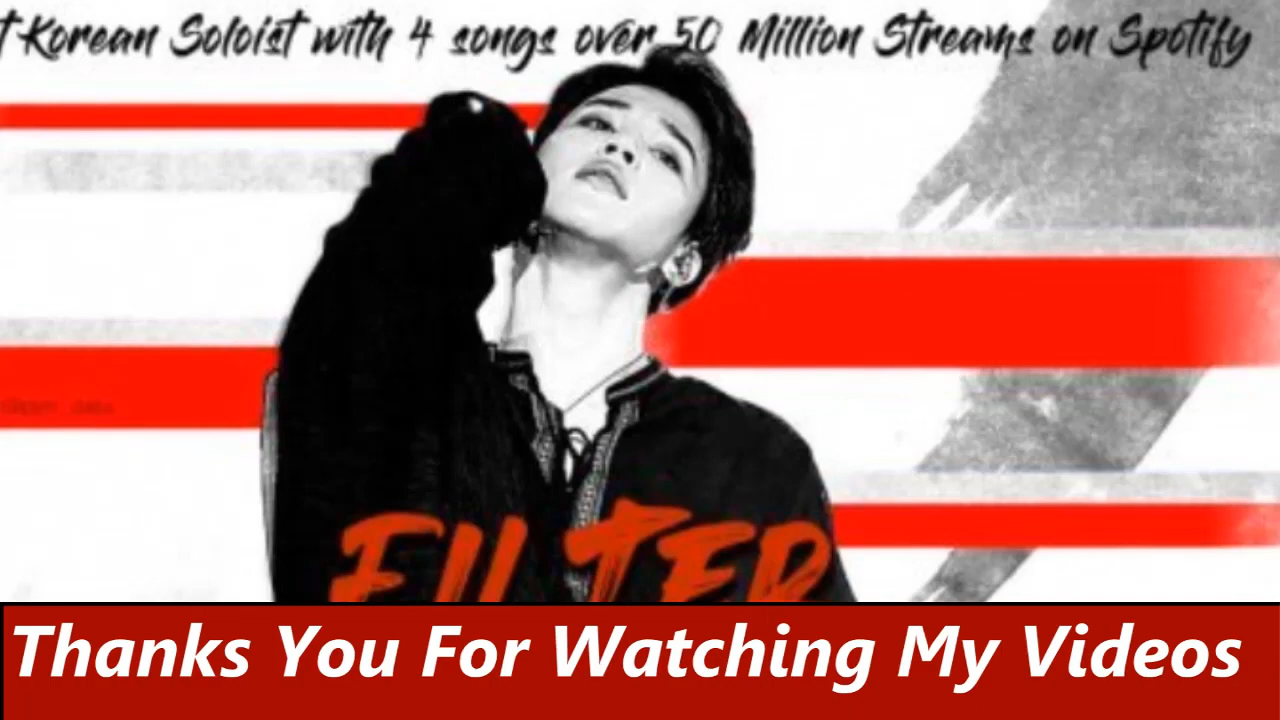 t Korean Soloist with 4 songs over 50 Million Streams on Spotify
FILTER
Thanks You For Watching My Videos